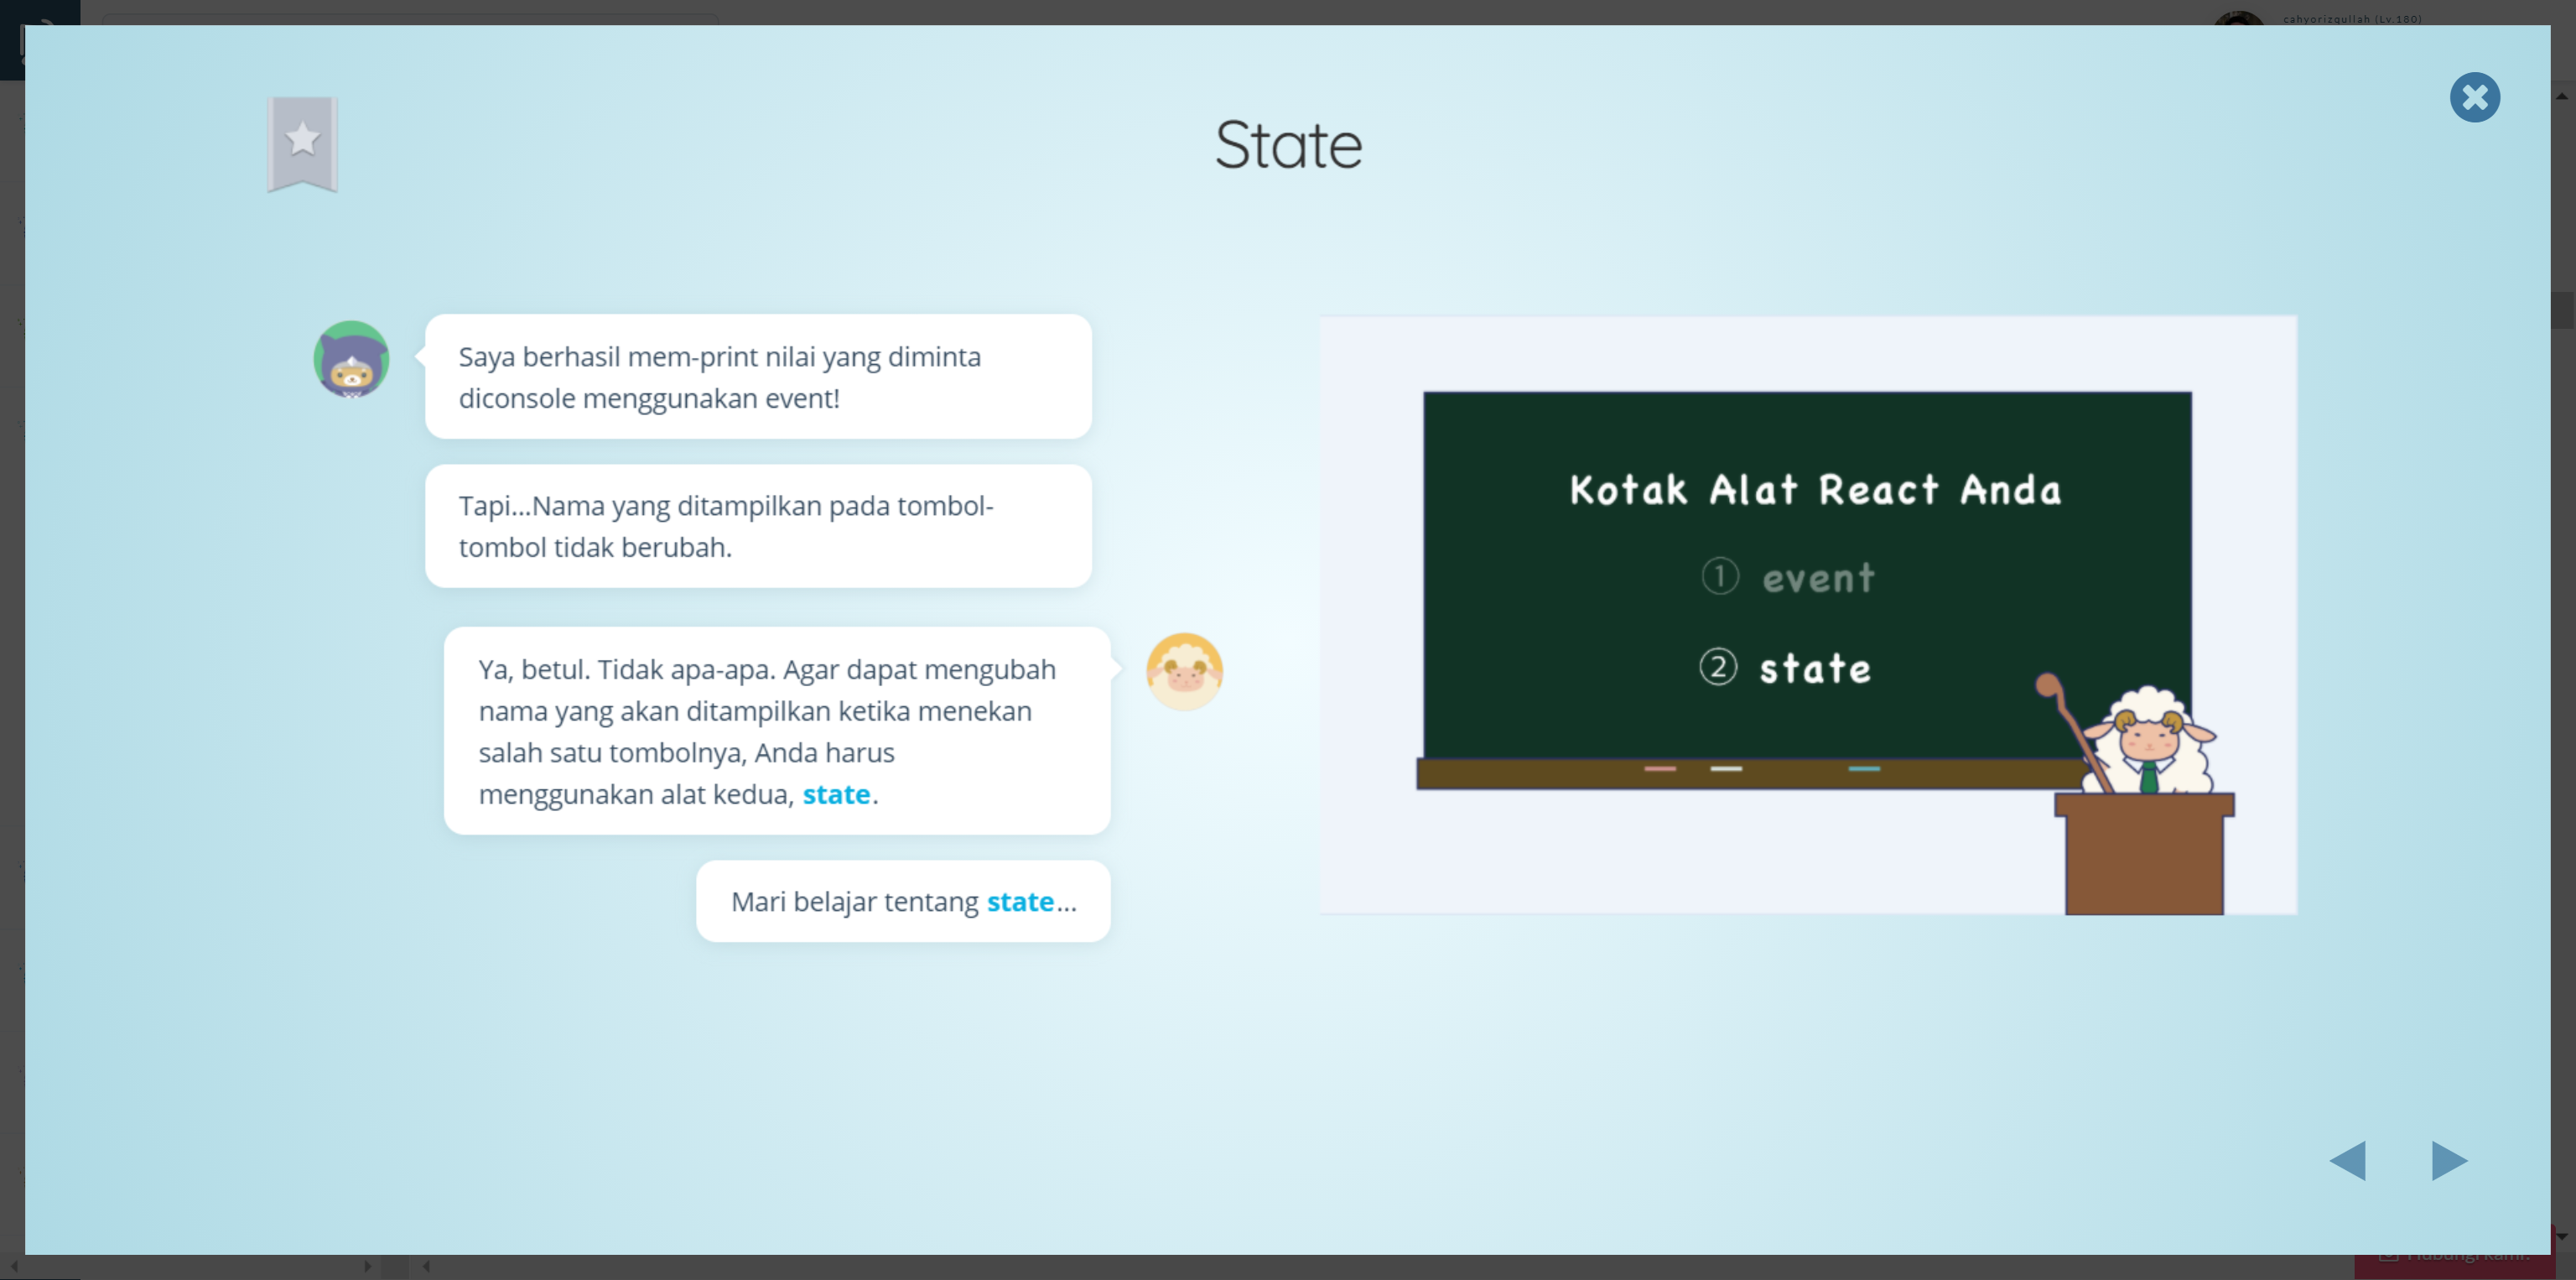 cahyorizqullah (Lv.180)
State
Saya berhasil mem-print nilai yang diminta
diconsole menggunakan event!
Tapi...Nama yang ditampilkan pada tombol-
tombol tidak berubah.
Ya, betul. Tidak apa-apa. Agar dapat mengubah
nama yang akan ditampilkan ketika menekan
salah satu tombolnya, Anda harus
menggunakan alat kedua, state.
Mari belajar tentang state...
Kotak Alat React Anda
① event
② state